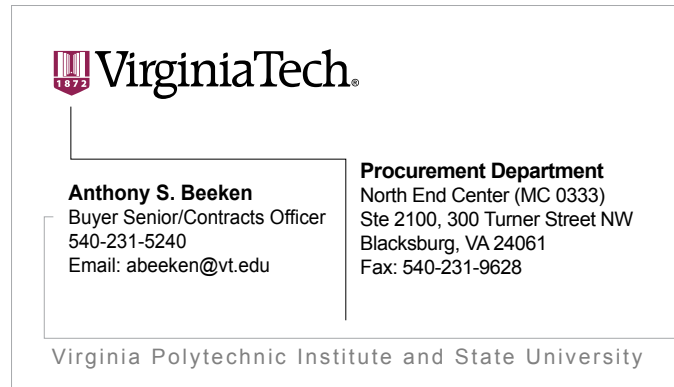 1872
VirginiaTech®
Anthony S. Beeken
Buyer Senior/Contracts Officer
540-231-5240
Email: abeeken@vt.edu
Procurement Department
North End Center (MC 0333)
Ste 2100, 300 Turner Street NW
Blacksburg, VA 24061
Fax: 540-231-9628
Virginia Polytechnic Institute and State University